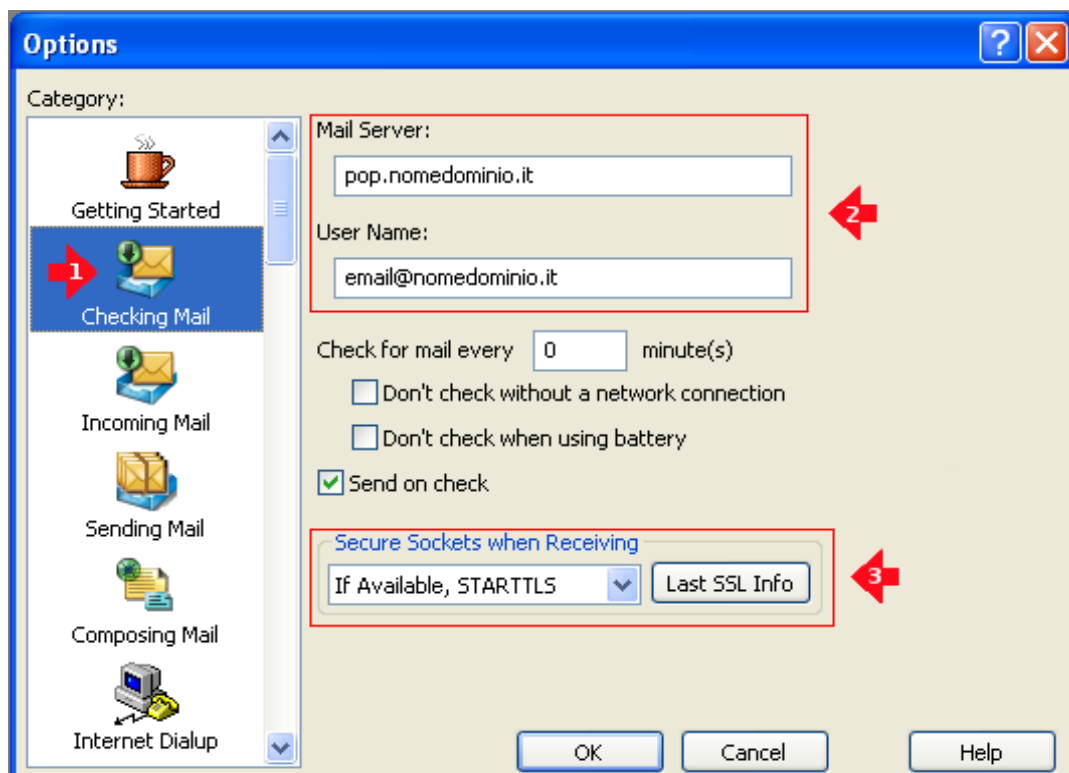 Options
Category:
Getting Started
1
Checking Mail
Incoming Mail
Sending Mail
Composing Mail
Internet Dialup
Mail Server:
pop.nomedominio.it
2
User Name:
email@nomedominio.it
Check for mail every 0 minute(s)
Don't check without a network connection
Don't check when using battery
Send on check
Secure Sockets when Receiving
If Available, STARTTLS
Last SSL Info
3
OK
Cancel
Help